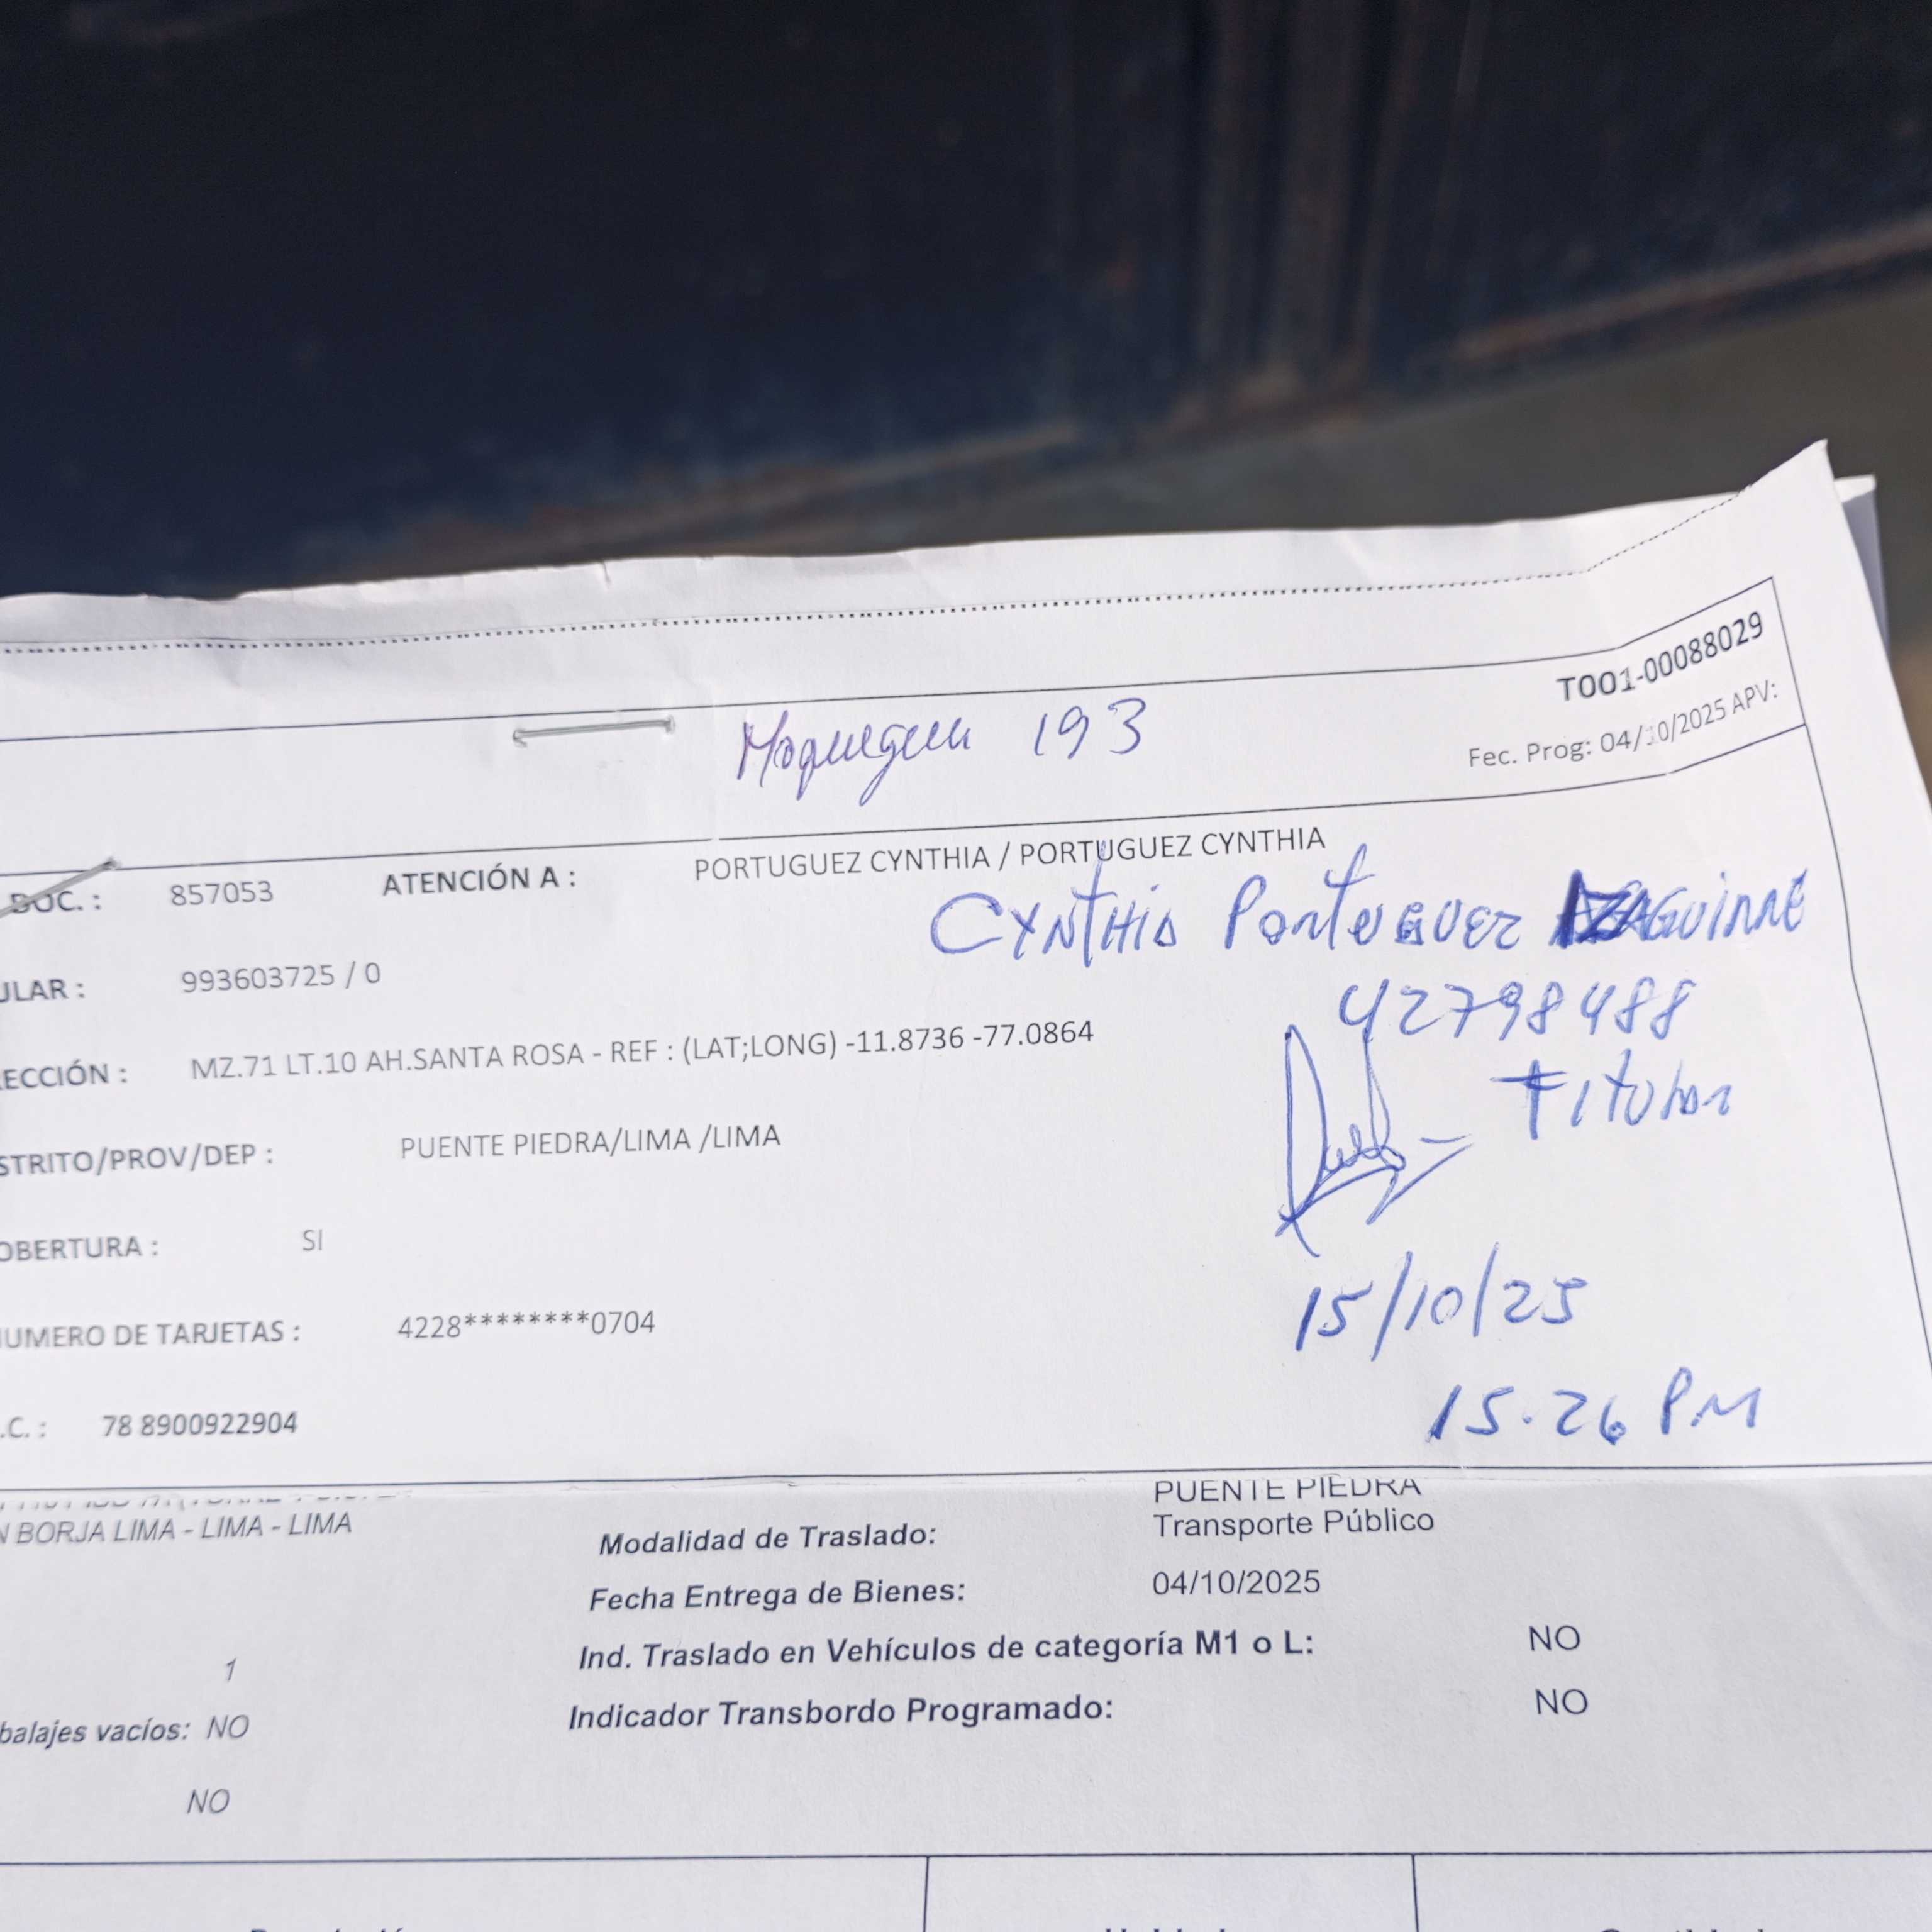 T001-00088029
Moquegua 193
Fec. Prog: 04/10/2025 APV:
DOC. : 857053 ATENCIÓN A : PORTUGUEZ CYNTHIA / PORTUGUEZ CYNTHIA
CYNTHIA Portuguez AGUIRRE
ULAR : 993603725 / 0
42798488
ECCIÓN : MZ.71 LT.10 AH.SANTA ROSA - REF : (LAT;LONG) -11.8736 -77.0864
Titular
STRITO/PROV/DEP : PUENTE PIEDRA/LIMA /LIMA
OBERTURA : SI
15/10/25
NUMERO DE TARJETAS : 4228********0704
15.26 PM
.C. : 78 8900922904
PUENTE PIEDRA
N BORJA LIMA - LIMA - LIMA
Modalidad de Traslado: Transporte Público
Fecha Entrega de Bienes: 04/10/2025
1
Ind. Traslado en Vehículos de categoría M1 o L: NO
balajes vacíos: NO
Indicador Transbordo Programado: NO
NO